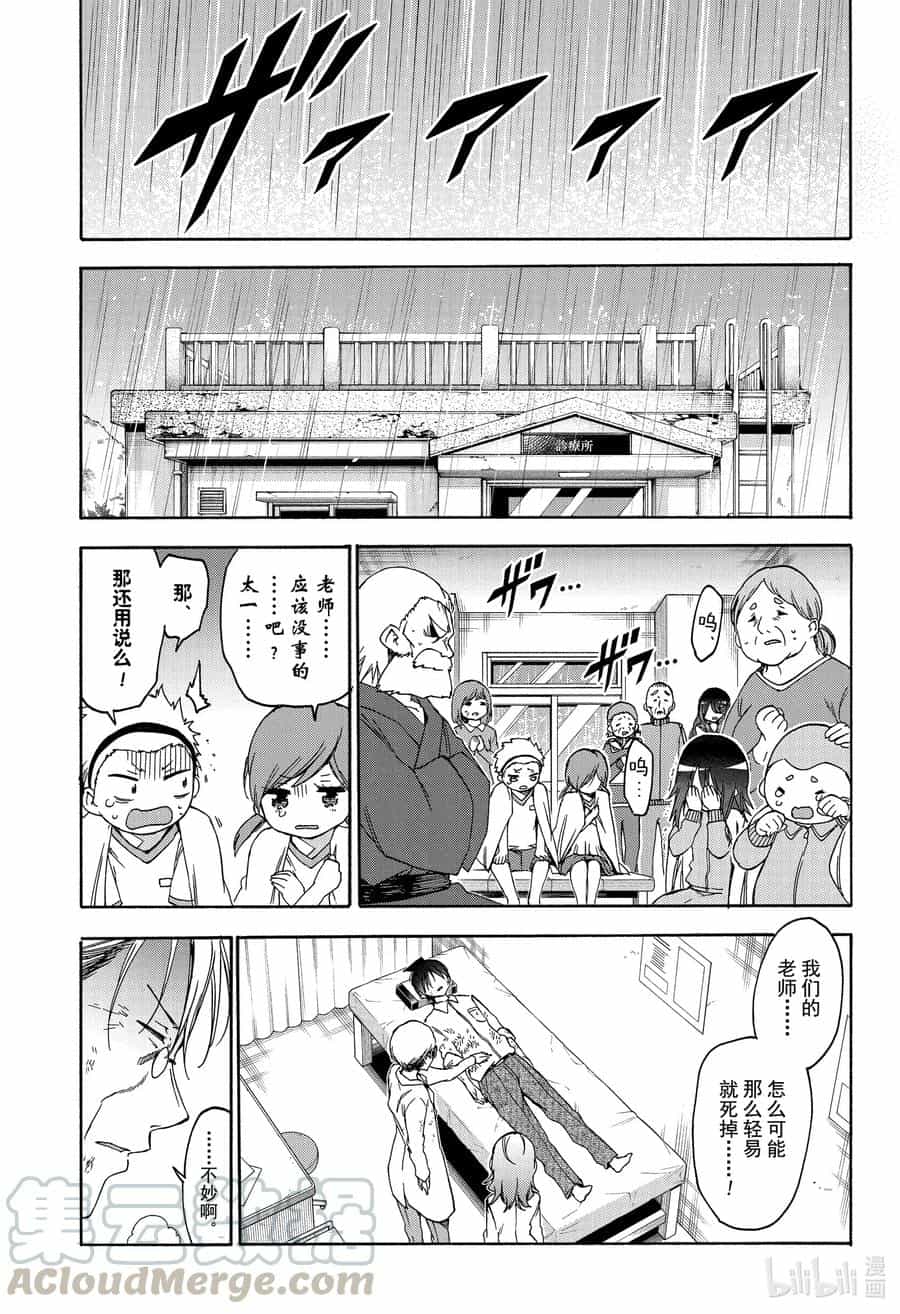 ザァァァァ
診療所
ザワ…
ザワ…
呜、
呜、
…
老师……
应该没事的
……吧？
太一……
那、
那还用说么！
我们的
老师……
怎么可能
那么轻易
就死掉……！
……不妙啊。
集云数据
ACloudMerge.com
bilibili
漫画